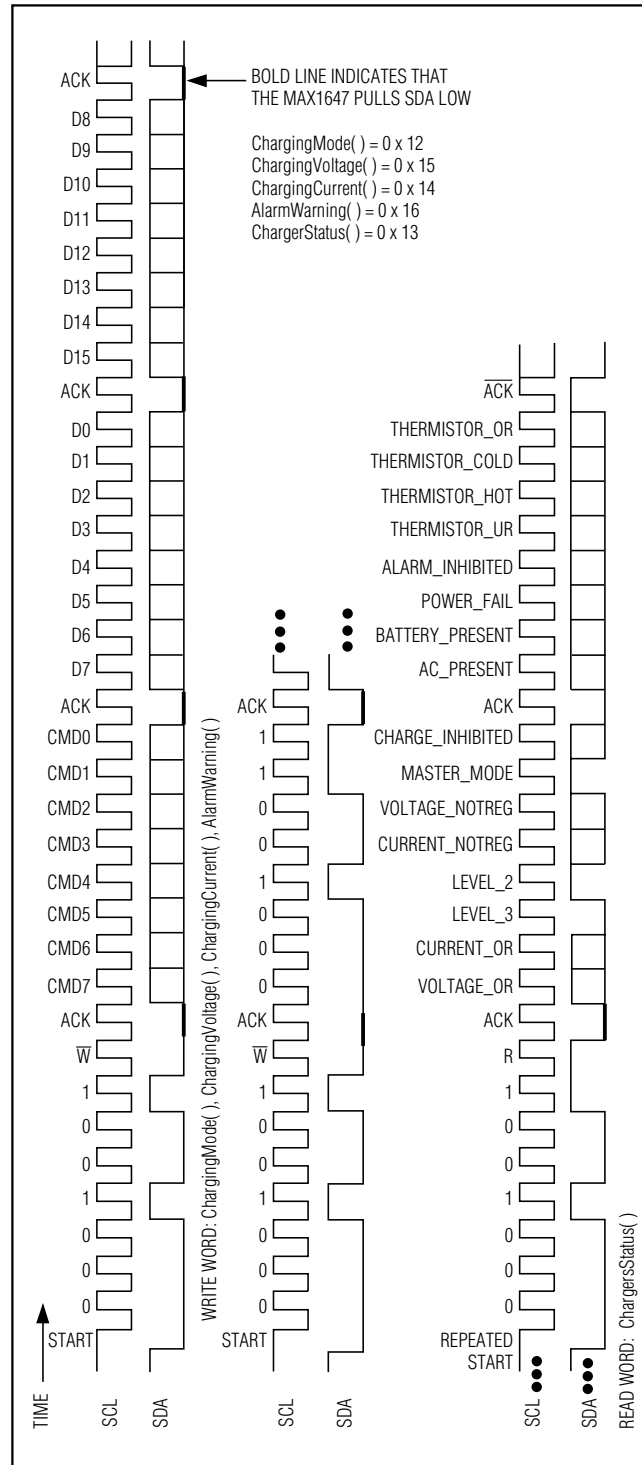 ACK
D8
D9
D10
D11
D12
D13
D14
D15
ACK
D0
D1
D2
D3
D4
D5
D6
D7
ACK
CMD0
CMD1
CMD2
CMD3
CMD4
CMD5
CMD6
CMD7
ACK
W
1
0
0
1
0
0
0
START
TIME
SCL
SDA
BOLD LINE INDICATES THAT
THE MAX1647 PULLS SDA LOW
ChargingMode( ) = 0 x 12
ChargingVoltage( ) = 0 x 15
ChargingCurrent( ) = 0 x 14
AlarmWarning( ) = 0 x 16
ChargerStatus( ) = 0 x 13
WRITE WORD: ChargingMode( ), ChargingVoltage( ), ChargingCurrent( ), AlarmWarning( )
ACK
1
1
0
0
1
0
0
0
ACK
W
1
0
0
1
0
0
0
START
SCL
SDA
ACK
THERMISTOR_OR
THERMISTOR_COLD
THERMISTOR_HOT
THERMISTOR_UR
ALARM_INHIBITED
POWER_FAIL
BATTERY_PRESENT
AC_PRESENT
ACK
CHARGE_INHIBITED
MASTER_MODE
VOLTAGE_NOTREG
CURRENT_NOTREG
LEVEL_2
LEVEL_3
CURRENT_OR
VOLTAGE_OR
ACK
R
1
0
0
1
0
0
0
REPEATED
START
SCL
SDA
READ WORD: ChargersStatus( )